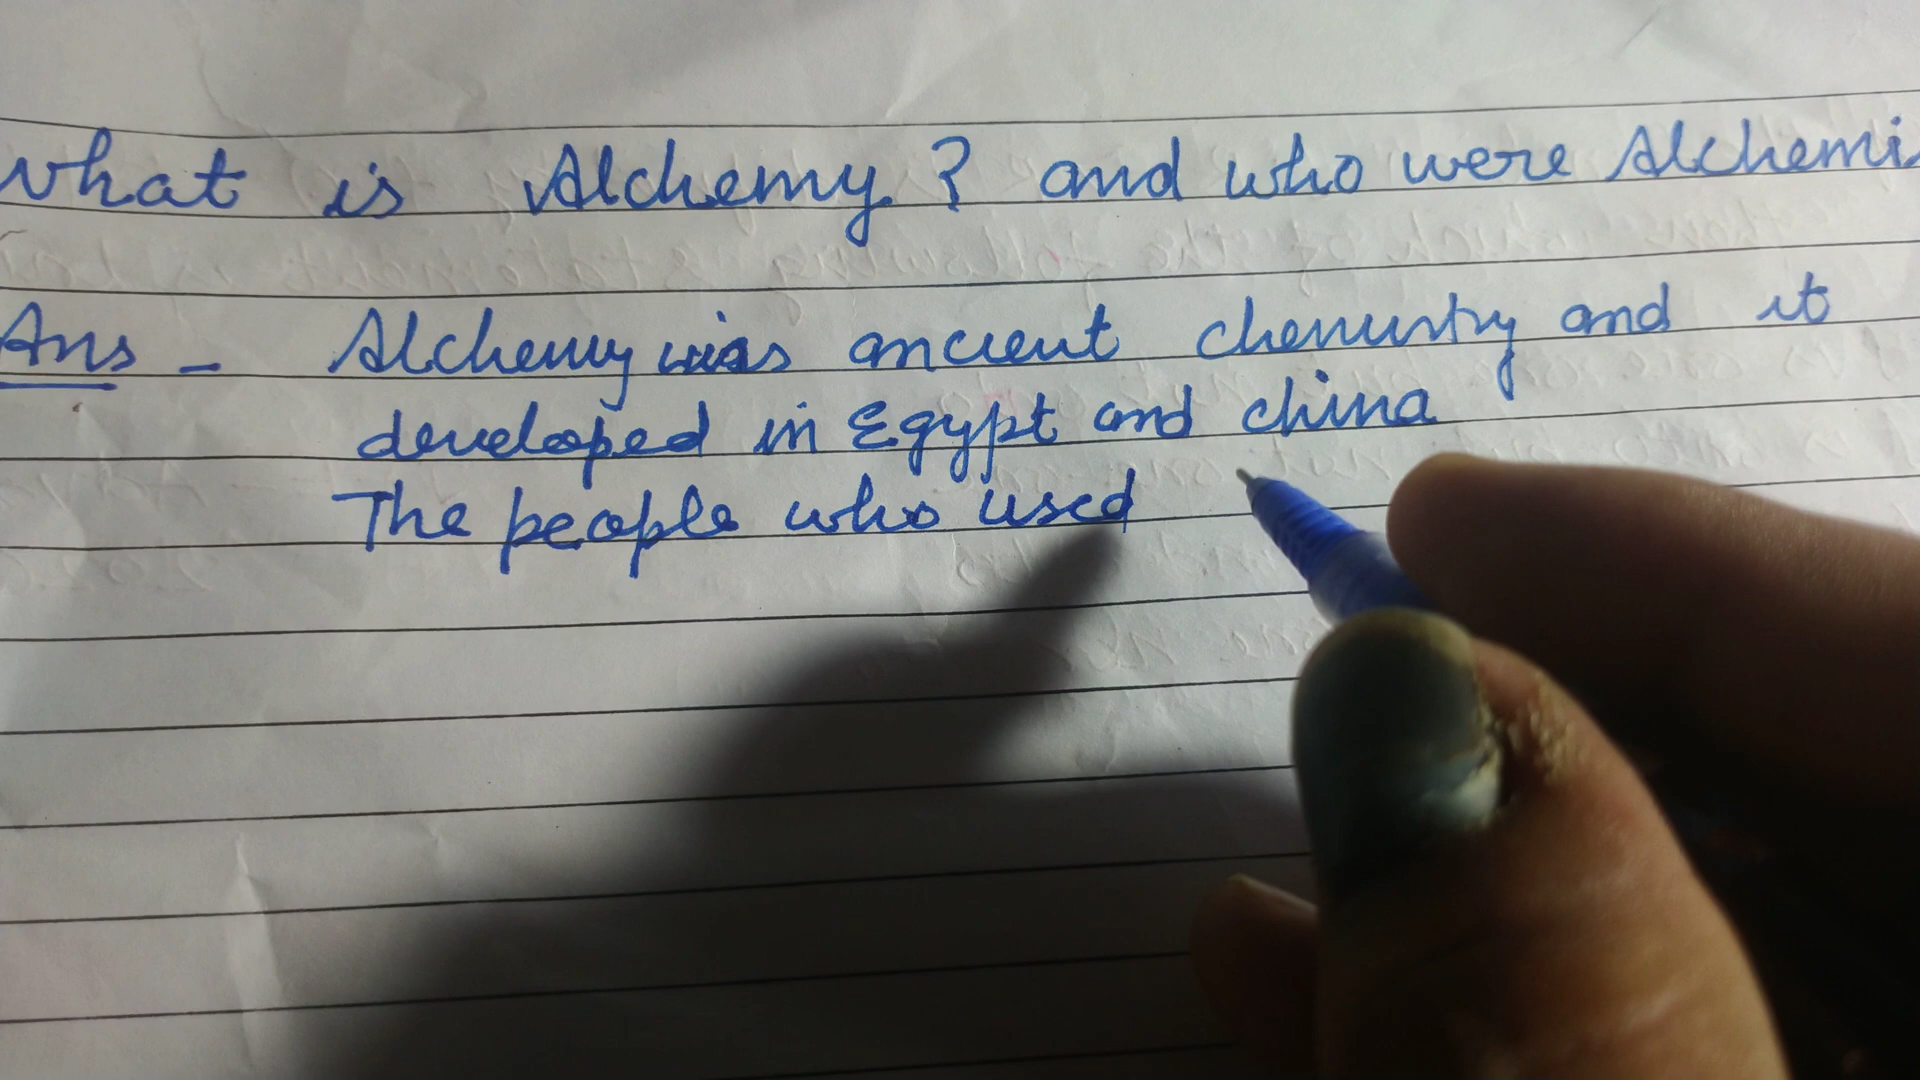 what is Alchemy? and who were Alchemi
Ans - Alchemy was ancient chemistry and it
developed in Egypt and china
The people who used